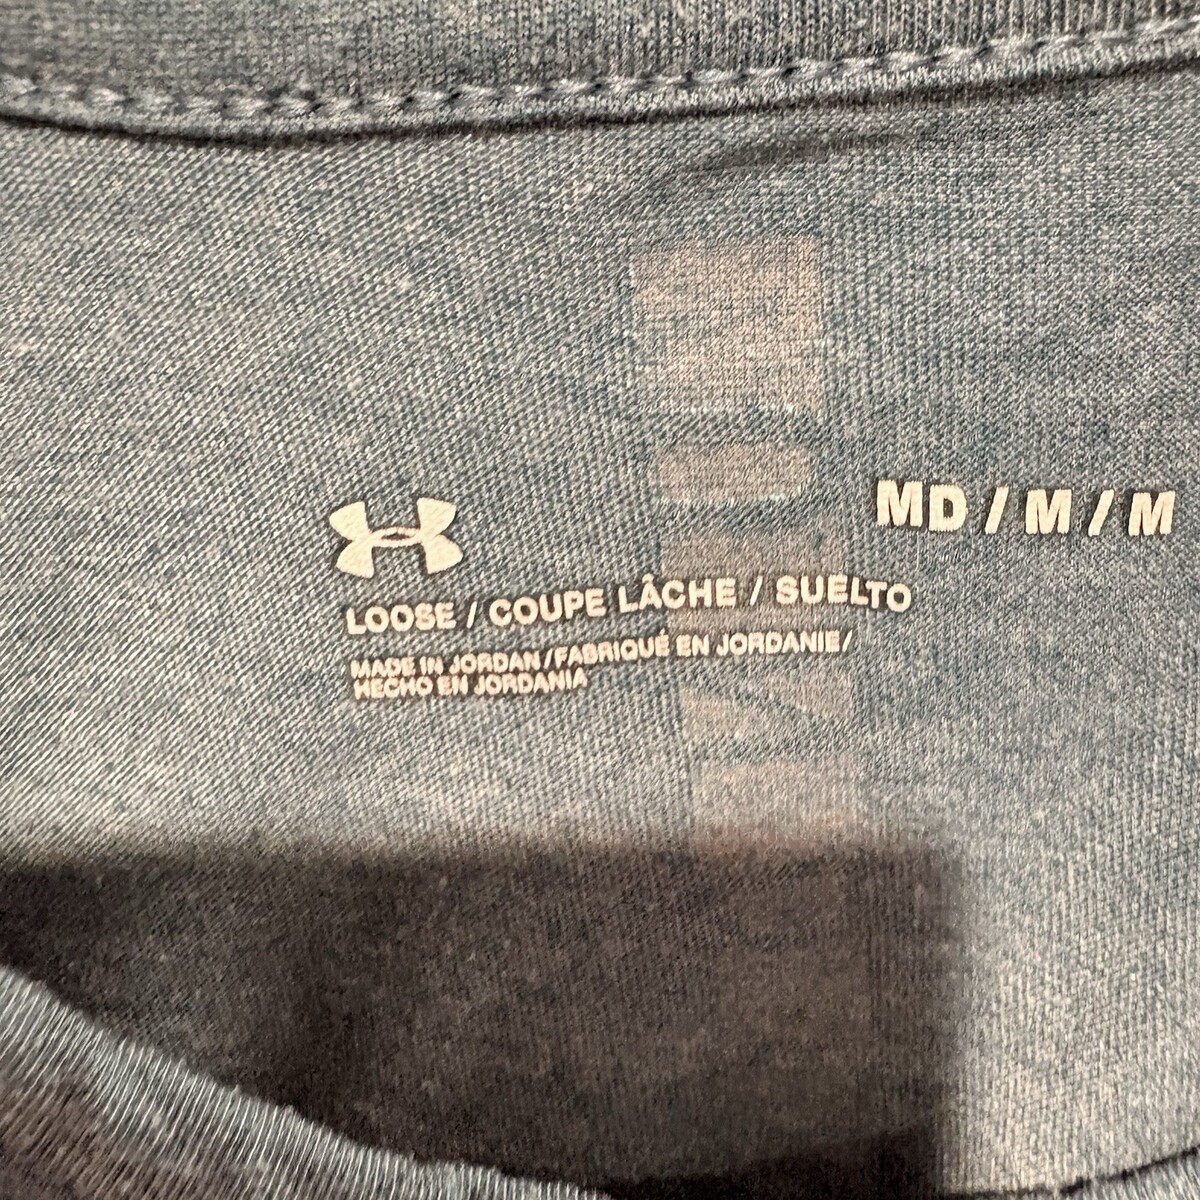 MD / M / M
LOOSE / COUPE LÂCHE / SUELTO
MADE IN JORDAN / FABRIQUÉ EN JORDANIE /
HECHO EN JORDANIA